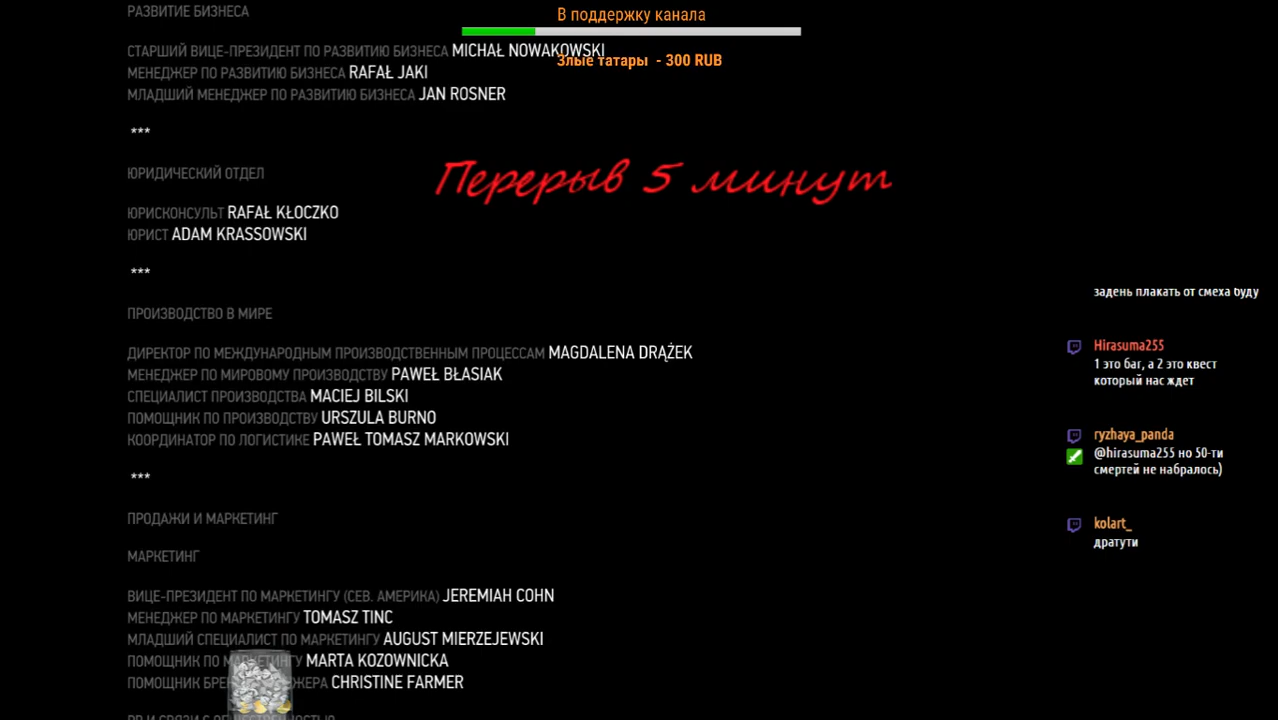 РАЗВИТИЕ БИЗНЕСА
В поддержку канала
СТАРШИЙ ВИЦЕ-ПРЕЗИДЕНТ ПО РАЗВИТИЮ БИЗНЕСА MICHAŁ NOWAKOWSKI
Злые татары - 300 RUB
МЕНЕДЖЕР ПО РАЗВИТИЮ БИЗНЕСА RAFAŁ JAKI
МЛАДШИЙ МЕНЕДЖЕР ПО РАЗВИТИЮ БИЗНЕСА JAN ROSNER
***
ЮРИДИЧЕСКИЙ ОТДЕЛ
Перерыв 5 минут
ЮРИСКОНСУЛЬТ RAFAŁ KŁOCZKO
ЮРИСТ ADAM KRASSOWSKI
***
ПРОИЗВОДСТВО В МИРЕ
ДИРЕКТОР ПО МЕЖДУНАРОДНЫМ ПРОИЗВОДСТВЕННЫМ ПРОЦЕССАМ MAGDALENA DRĄŻEK
МЕНЕДЖЕР ПО МИРОВОМУ ПРОИЗВОДСТВУ PAWEŁ BŁASIAK
СПЕЦИАЛИСТ ПРОИЗВОДСТВА MACIEJ BILSKI
ПОМОЩНИК ПО ПРОИЗВОДСТВУ URSZULA BURNO
КООРДИНАТОР ПО ЛОГИСТИКЕ PAWEŁ TOMASZ MARKOWSKI
***
ПРОДАЖИ И МАРКЕТИНГ
МАРКЕТИНГ
ВИЦЕ-ПРЕЗИДЕНТ ПО МАРКЕТИНГУ (СЕВ. АМЕРИКА) JEREMIAH COHN
МЕНЕДЖЕР ПО МАРКЕТИНГУ TOMASZ TINC
МЛАДШИЙ СПЕЦИАЛИСТ ПО МАРКЕТИНГУ AUGUST MIERZEJEWSKI
ПОМОЩНИК ПО МАРКЕТИНГУ MARTA KOZOWNICKA
ПОМОЩНИК CHRISTINE FARMER
PR И СВЯЗИ С ОБЩЕСТВЕННОСТЬЮ
задень плакать от смеха буду
Hirasuma255
1 это баг, а 2 это квест
который нас ждет
ryzhaya_panda
@hirasuma255 но 50-ти
смертей не набралось)
kolart_
дратути